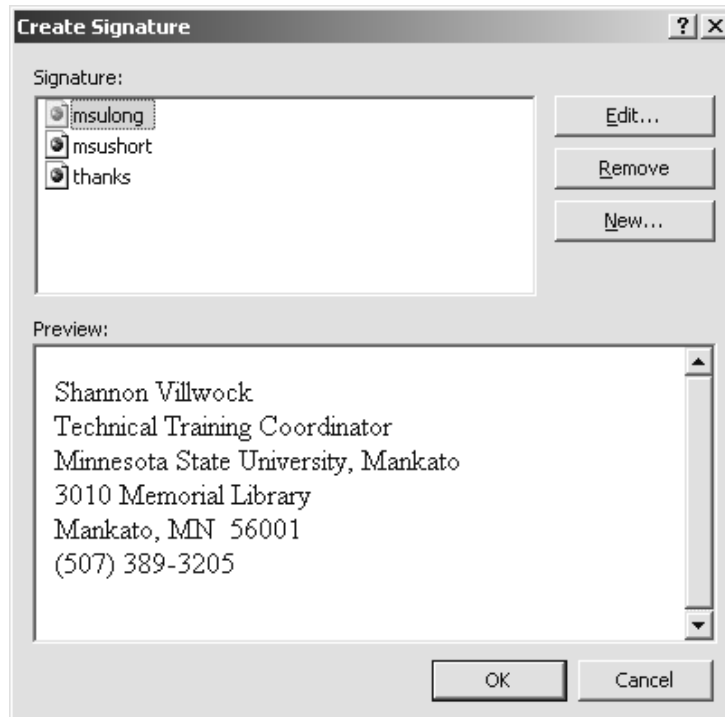 Create Signature
Signature:
msulong
msushort
thanks
Edit...
Remove
New...
Preview:
Shannon Villwock
Technical Training Coordinator
Minnesota State University, Mankato
3010 Memorial Library
Mankato, MN  56001
(507) 389-3205
OK
Cancel